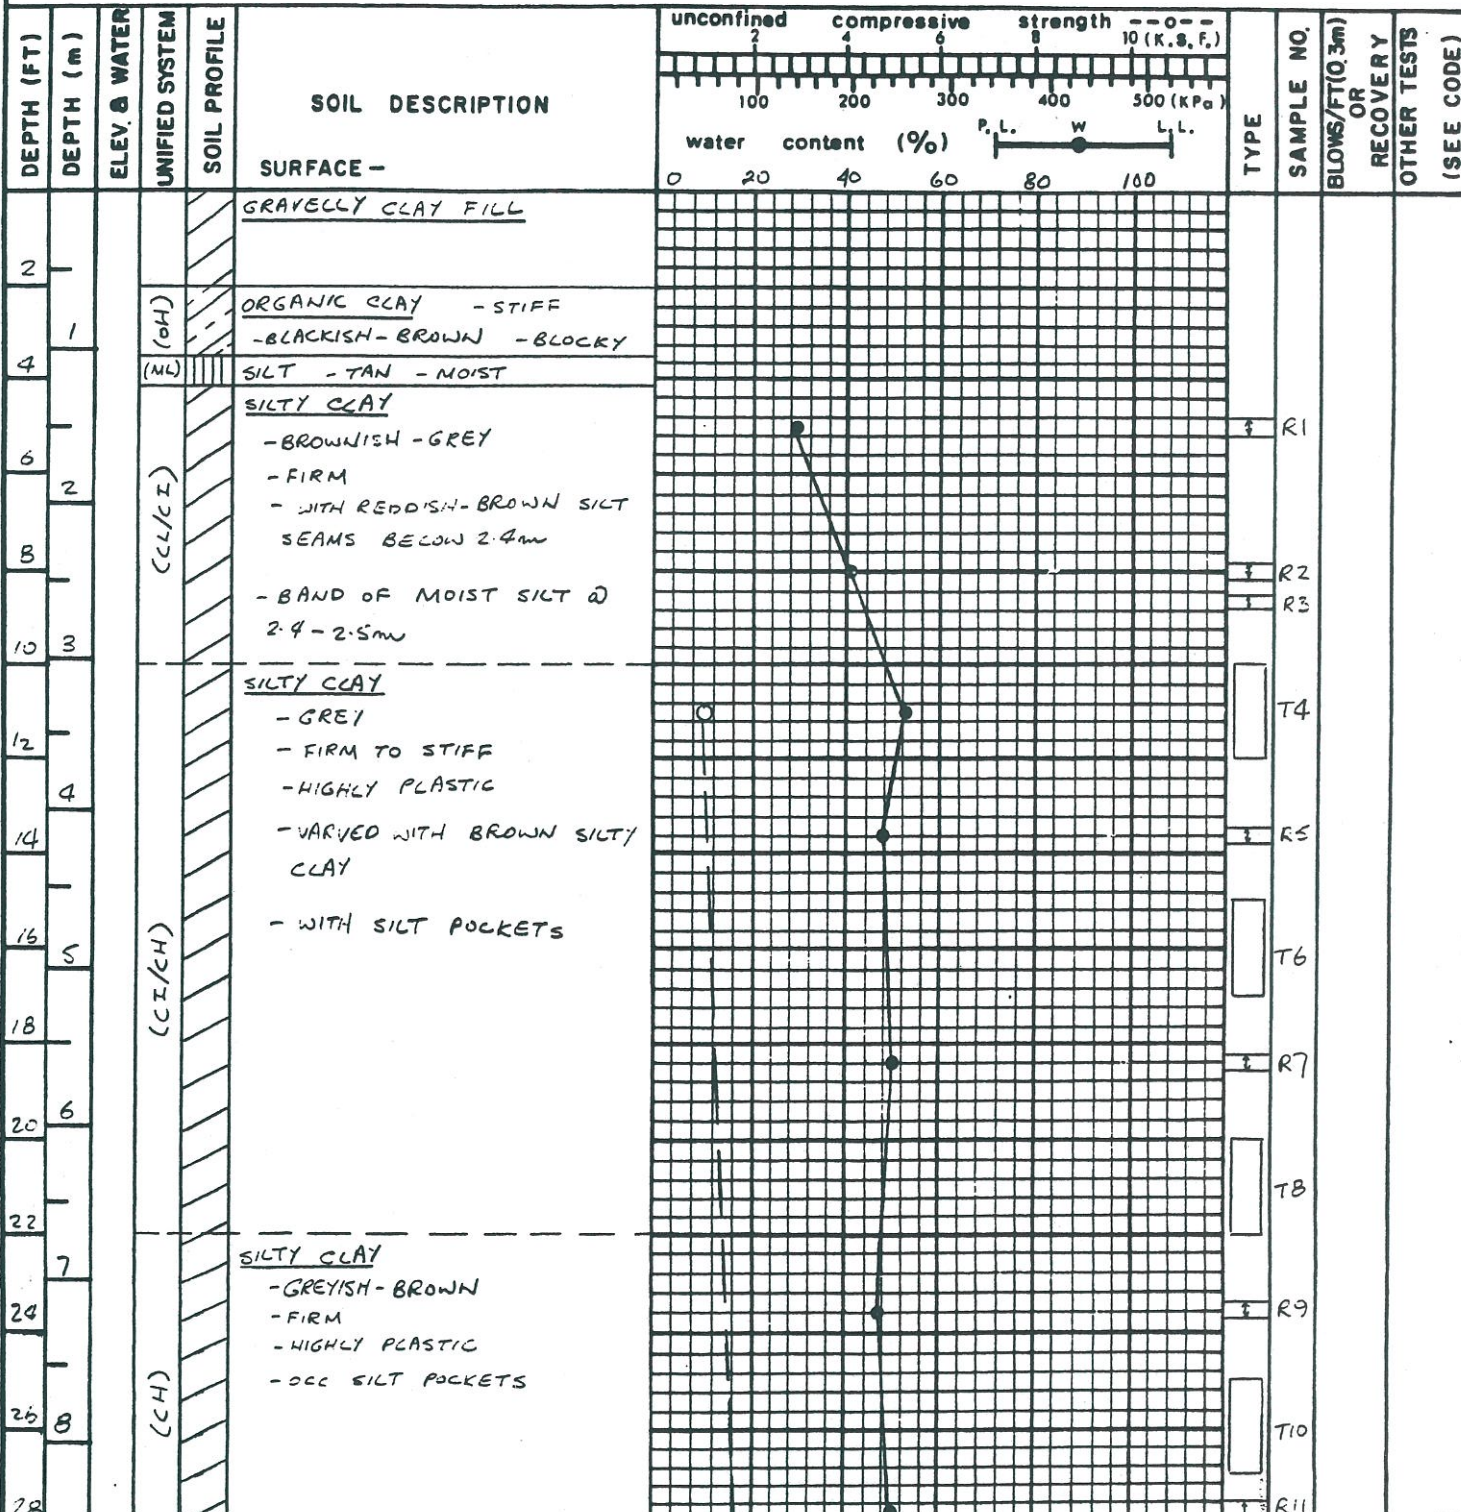 DEPTH (FT)
DEPTH (m)
ELEV. & WATER
UNIFIED SYSTEM
SOIL PROFILE
SOIL DESCRIPTION
SURFACE –
unconfined compressive strength --o--
2 4 6 8 10 (K.S.F.)
100 200 300 400 500 (KPa)
water content (%) P.L. W L.L.
0 20 40 60 80 100
TYPE
SAMPLE NO.
BLOWS/FT(0.3m)
OR
RECOVERY
OTHER TESTS
(SEE CODE)
GRAVELLY CLAY FILL
2
(OH)
ORGANIC CLAY - STIFF
1
-BLACKISH-BROWN -BLOCKY
4
(ML)
SILT - TAN - MOIST
SILTY CLAY
R1
-BROWNISH-GREY
6
-FIRM
2
(CL/CI)
- WITH REDDISH-BROWN SILT
SEAMS BELOW 2.4m
8
R2
-BAND OF MOIST SILT @
R3
2.4-2.5m
10
3
SILTY CLAY
-GREY
T4
12
-FIRM TO STIFF
-HIGHLY PLASTIC
4
-VARVED WITH BROWN SILTY
14
R5
CLAY
- WITH SILT POCKETS
16
5
T6
(CI/CH)
18
R7
6
20
T8
22
SILTY CLAY
7
-GREYISH-BROWN
24
R9
-FIRM
-HIGHLY PLASTIC
-OCC SILT POCKETS
(CH)
26
8
T10
28
R11